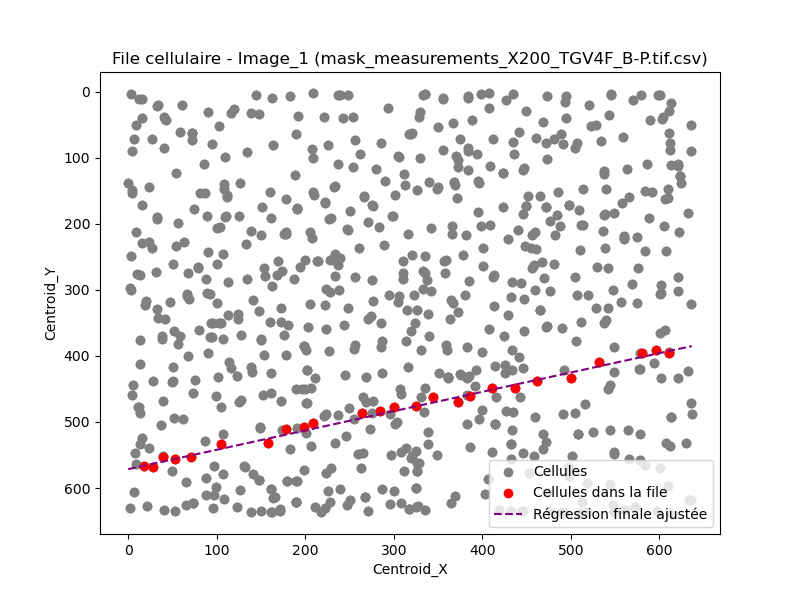 File cellulaire - Image_1 (mask_measurements_X200_TGV4F_B-P.tif.csv)
Centroid_Y
0
100
200
300
400
500
600
Cellules
Cellules dans la file
Régression finale ajustée
0 100 200 300 400 500 600
Centroid_X